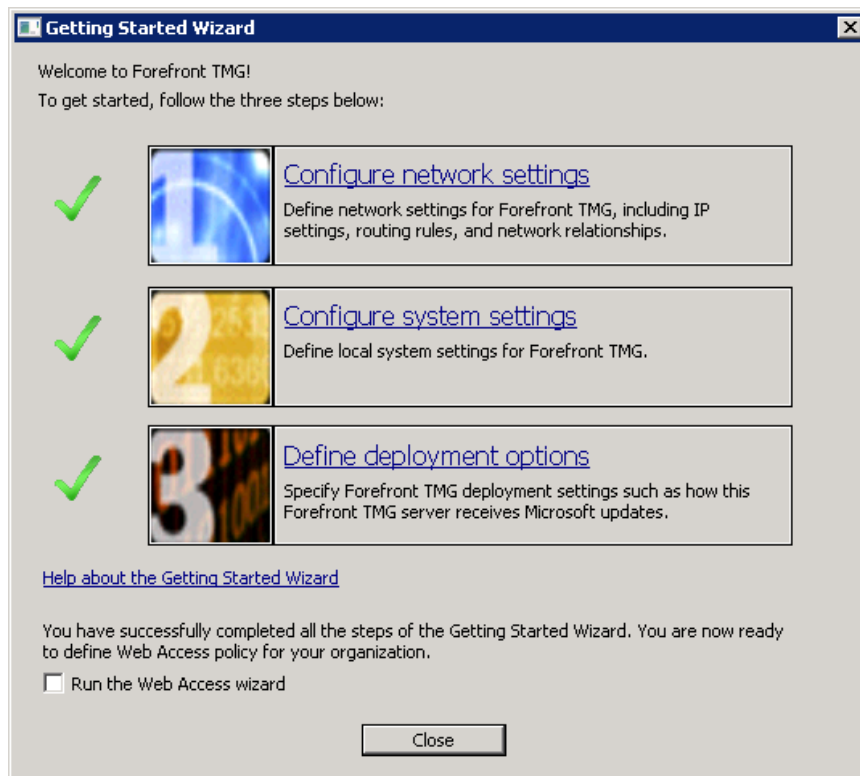 Getting Started Wizard
Welcome to Forefront TMG!
To get started, follow the three steps below:
1
Configure network settings
Define network settings for Forefront TMG, including IP
settings, routing rules, and network relationships.
2
Configure system settings
Define local system settings for Forefront TMG.
3
Define deployment options
Specify Forefront TMG deployment settings such as how this
Forefront TMG server receives Microsoft updates.
Help about the Getting Started Wizard
You have successfully completed all the steps of the Getting Started Wizard. You are now ready
to define Web Access policy for your organization.
Run the Web Access wizard
Close